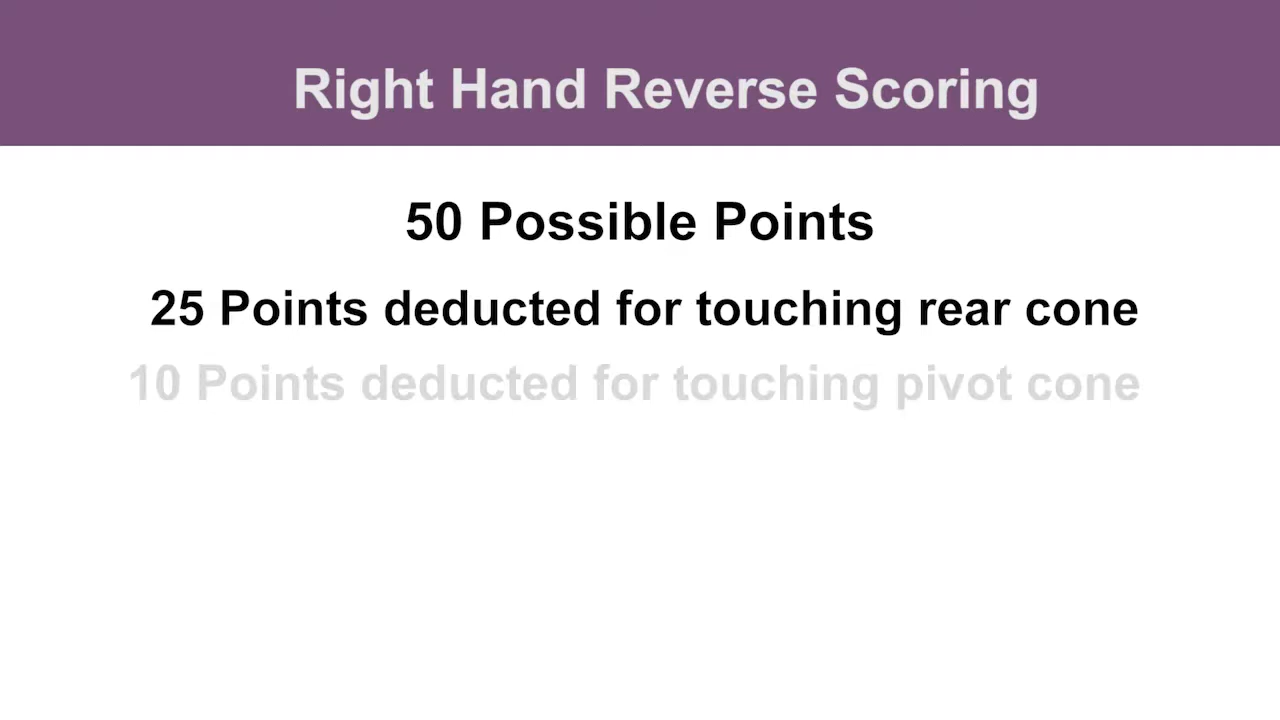 Right Hand Reverse Scoring
50 Possible Points
25 Points deducted for touching rear cone
10 Points deducted for touching pivot cone